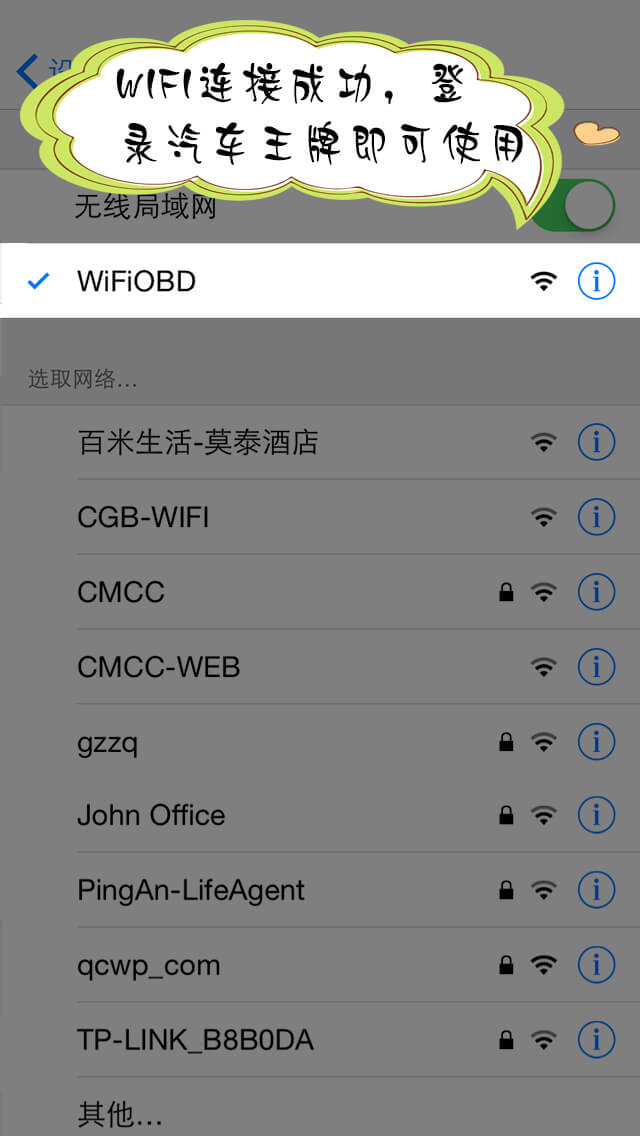 设
WIFI连接成功，登
录汽车王牌即可使用
无线局域网
WiFiOBD
选取网络...
百米生活-莫泰酒店
CGB-WIFI
CMCC
CMCC-WEB
gzzq
John Office
PingAn-LifeAgent
qcwp_com
TP-LINK_B8B0DA
其他...